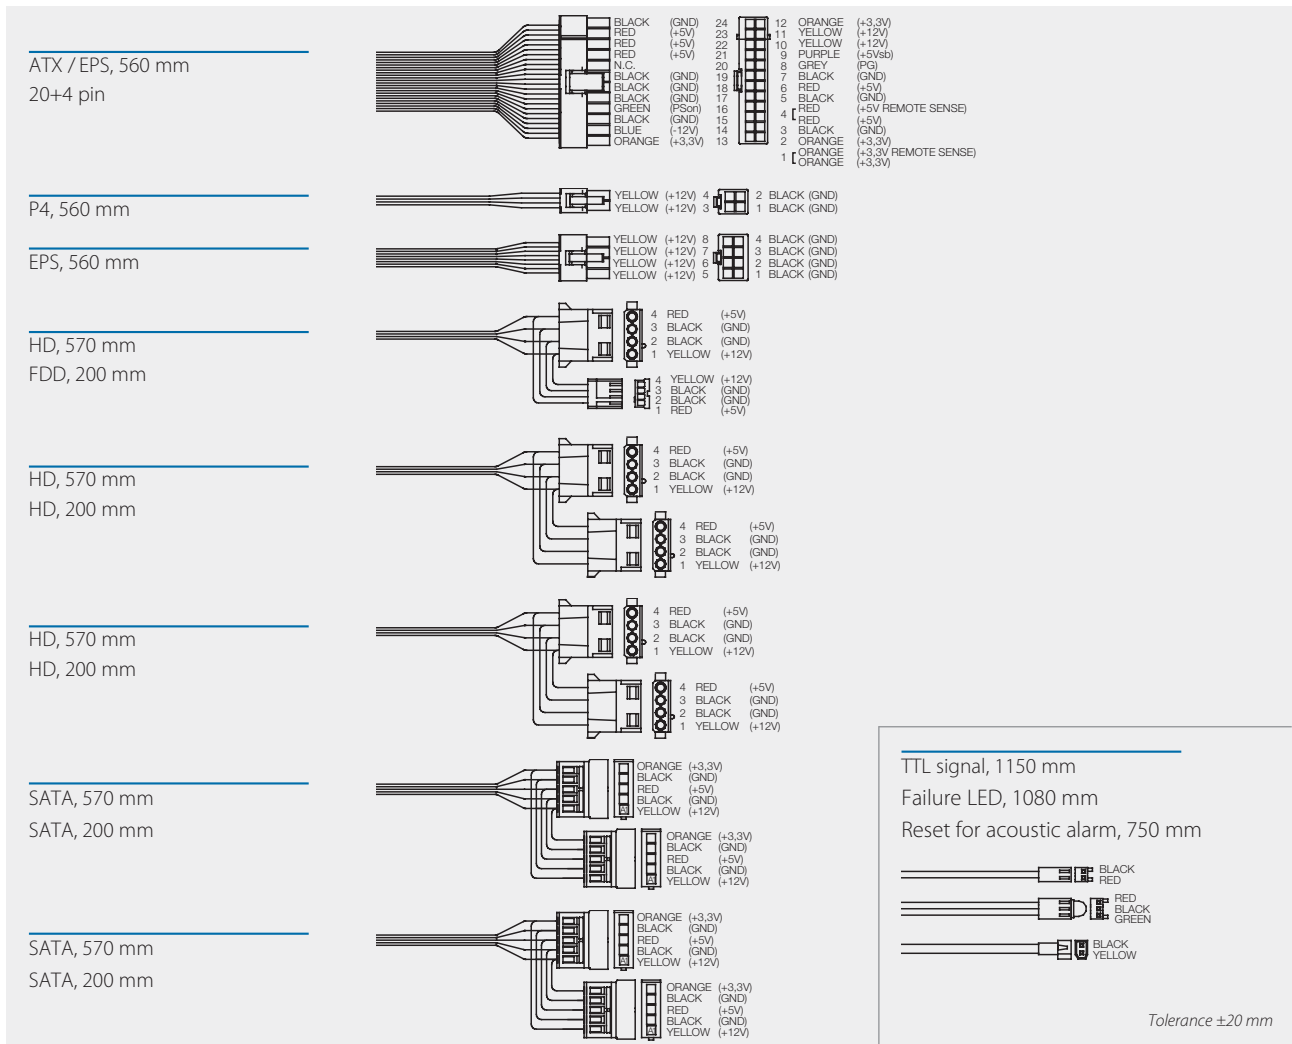 ATX / EPS, 560 mm
20+4 pin
BLACK (GND) 24
RED (+5V) 23
RED (+5V) 22
RED (+5V) 21
N.C. 20
BLACK (GND) 19
BLACK (GND) 18
BLACK (GND) 17
GREEN (PSon) 16
BLACK (GND) 15
BLUE (-12V) 14
ORANGE (+3,3V) 13
12 ORANGE (+3,3V)
11 YELLOW (+12V)
10 YELLOW (+12V)
9 PURPLE (+5Vsb)
8 GREY (PG)
7 BLACK (GND)
6 RED (+5V)
5 BLACK (GND)
4 [ RED (+5V REMOTE SENSE)
RED (+5V)
3 BLACK (GND)
2 ORANGE (+3,3V)
1 [ ORANGE (+3,3V REMOTE SENSE)
ORANGE (+3,3V)
P4, 560 mm
YELLOW (+12V) 4
YELLOW (+12V) 3
2 BLACK (GND)
1 BLACK (GND)
EPS, 560 mm
YELLOW (+12V) 8
YELLOW (+12V) 7
YELLOW (+12V) 6
YELLOW (+12V) 5
4 BLACK (GND)
3 BLACK (GND)
2 BLACK (GND)
1 BLACK (GND)
HD, 570 mm
FDD, 200 mm
4 RED (+5V)
3 BLACK (GND)
2 BLACK (GND)
1 YELLOW (+12V)
4 YELLOW (+12V)
3 BLACK (GND)
2 BLACK (GND)
1 RED (+5V)
HD, 570 mm
HD, 200 mm
4 RED (+5V)
3 BLACK (GND)
2 BLACK (GND)
1 YELLOW (+12V)
4 RED (+5V)
3 BLACK (GND)
2 BLACK (GND)
1 YELLOW (+12V)
HD, 570 mm
HD, 200 mm
4 RED (+5V)
3 BLACK (GND)
2 BLACK (GND)
1 YELLOW (+12V)
4 RED (+5V)
3 BLACK (GND)
2 BLACK (GND)
1 YELLOW (+12V)
SATA, 570 mm
SATA, 200 mm
ORANGE (+3,3V)
BLACK (GND)
RED (+5V)
BLACK (GND)
A1 YELLOW (+12V)
ORANGE (+3,3V)
BLACK (GND)
RED (+5V)
BLACK (GND)
A1 YELLOW (+12V)
SATA, 570 mm
SATA, 200 mm
ORANGE (+3,3V)
BLACK (GND)
RED (+5V)
BLACK (GND)
A1 YELLOW (+12V)
ORANGE (+3,3V)
BLACK (GND)
RED (+5V)
BLACK (GND)
A1 YELLOW (+12V)
TTL signal, 1150 mm
Failure LED, 1080 mm
Reset for acoustic alarm, 750 mm
BLACK
RED
RED
BLACK
GREEN
BLACK
YELLOW
Tolerance ±20 mm